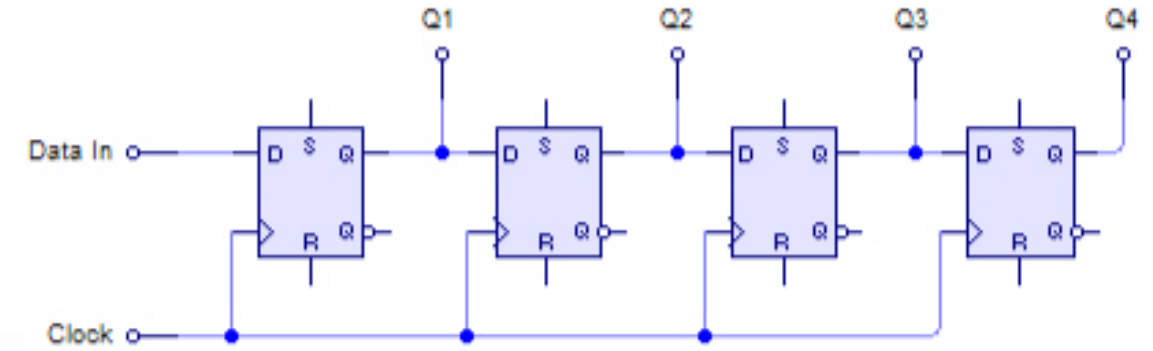 Q1 Q2 Q3 Q4
S S S S
Data In D Q D Q D Q D Q
R Q R Q R Q R Q
Clock